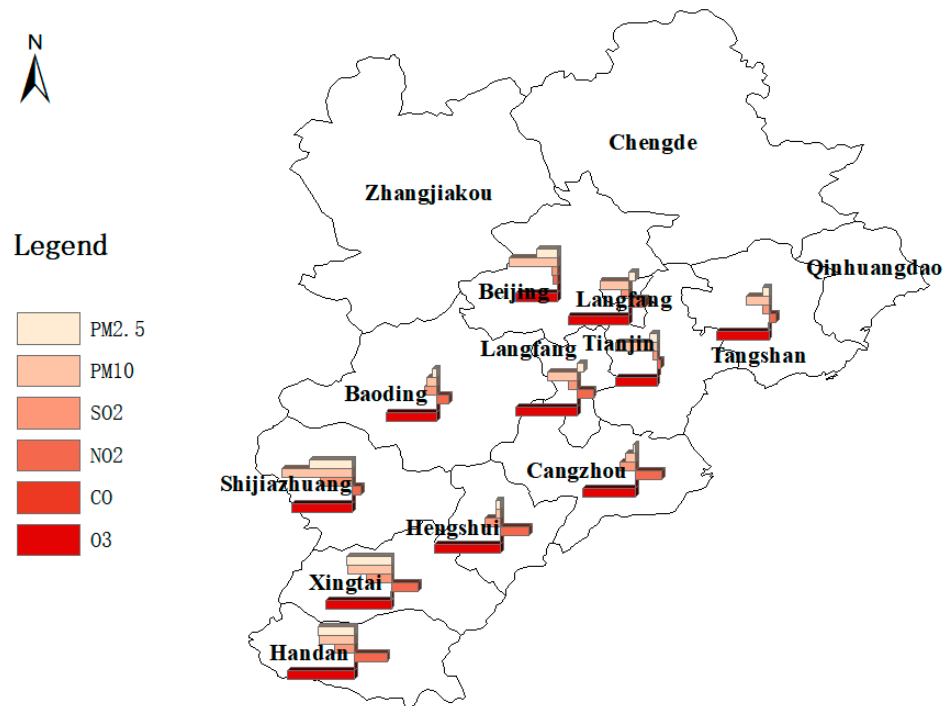 N
Chengde
Zhangjiakou
Legend
Qinhuangdao
Beijing
Langfang
PM2.5
Langfang
Tianjin
Tangshan
PM10
Baoding
SO2
NO2
Cangzhou
Shijiazhuang
CO
Hengshui
O3
Xingtai
Handan